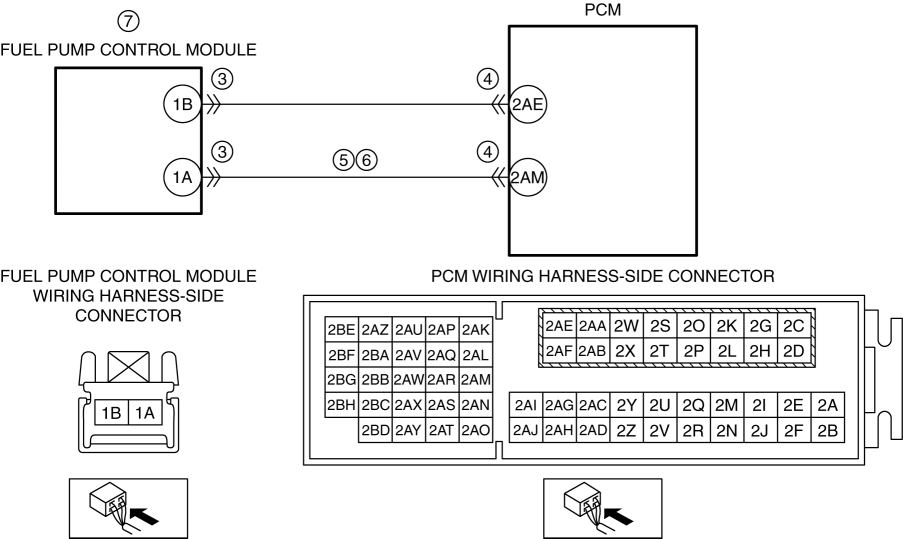 PCM
7
FUEL PUMP CONTROL MODULE
3
4
1B
2AE
3
5 6
4
1A
2AM
FUEL PUMP CONTROL MODULE
WIRING HARNESS-SIDE
CONNECTOR
1B 1A
PCM WIRING HARNESS-SIDE CONNECTOR
2BE 2AZ 2AU 2AP 2AK
2BF 2BA 2AV 2AQ 2AL
2BG 2BB 2AW 2AR 2AM
2BH 2BC 2AX 2AS 2AN
2BD 2AY 2AT 2AO
2AE 2AA 2W 2S 2O 2K 2G 2C
2AF 2AB 2X 2T 2P 2L 2H 2D
2AI 2AG 2AC 2Y 2U 2Q 2M 2I 2E 2A
2AJ 2AH 2AD 2Z 2V 2R 2N 2J 2F 2B